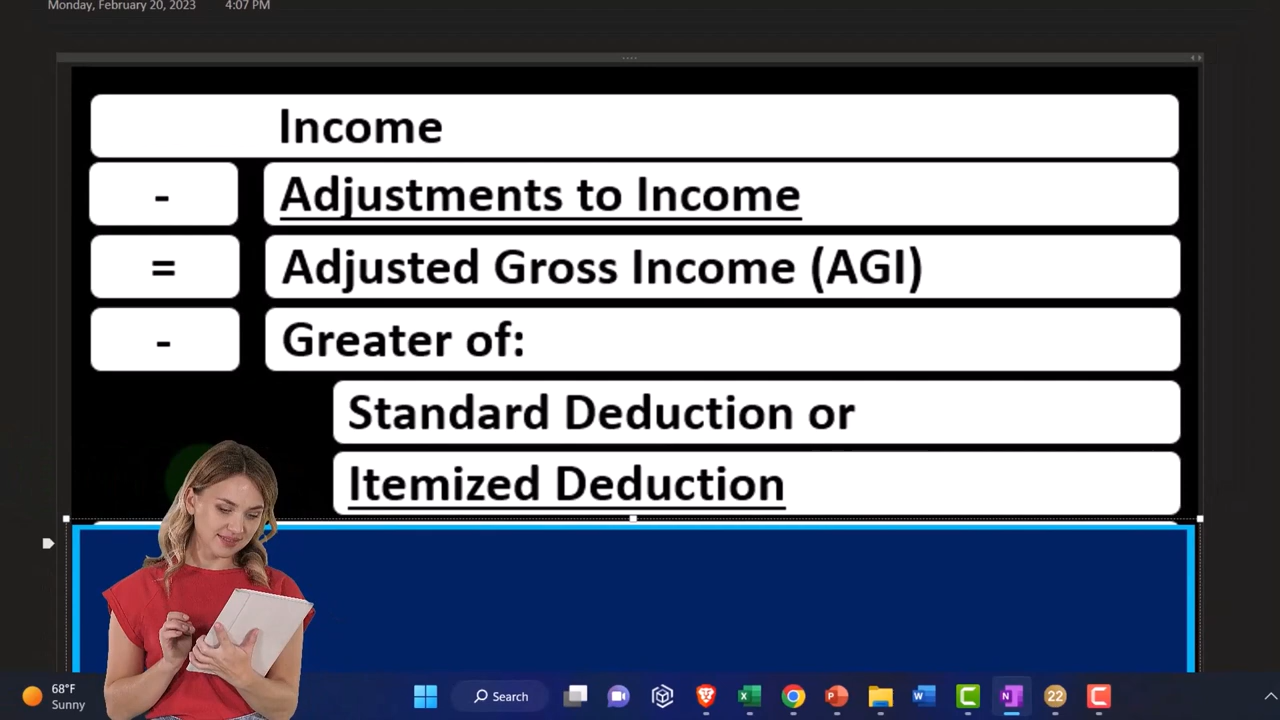 Monday, February 20, 2023 4:07 PM
Income
- Adjustments to Income
= Adjusted Gross Income (AGI)
- Greater of:
Standard Deduction or
Itemized Deduction
68°F
Sunny
Search
22